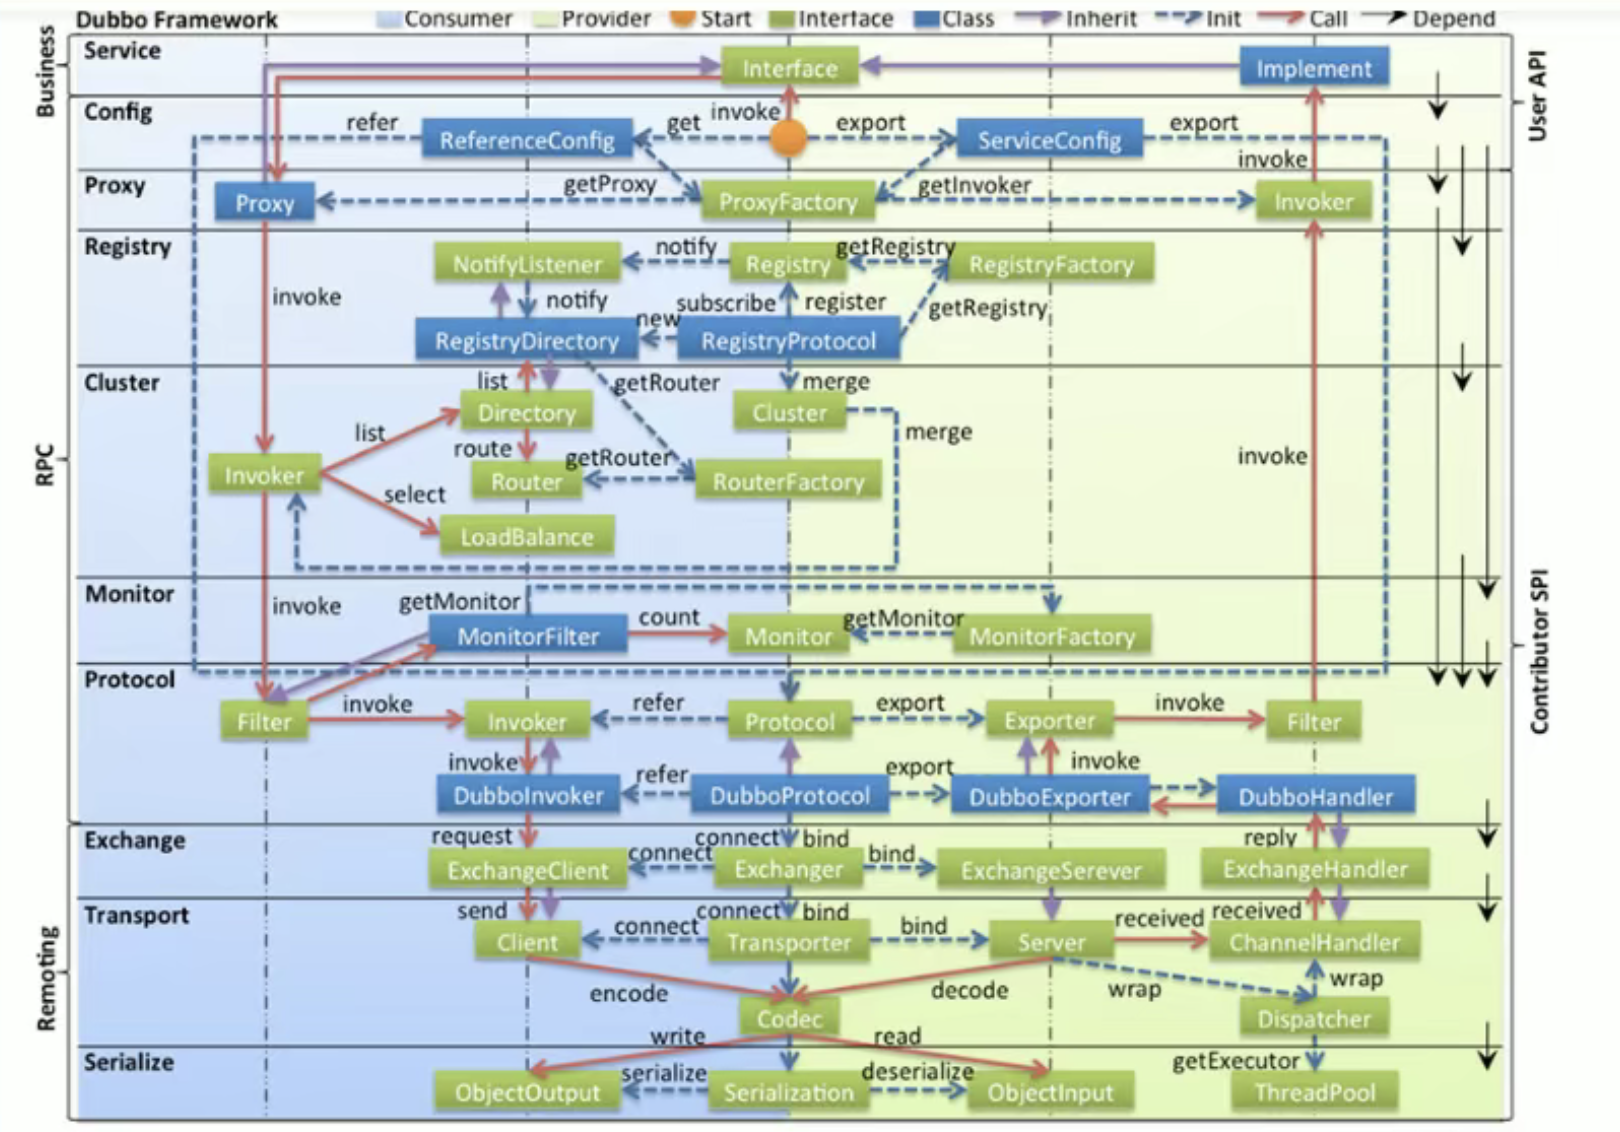 Dubbo Framework Consumer Provider Start Interface Class Inherit Init Call Depend
Business
Service
Interface
Implement
User API
Config
invoke
refer
ReferenceConfig
get
export
ServiceConfig
export
invoke
Proxy
getProxy
getInvoker
Proxy
ProxyFactory
Invoker
Registry
notify
getRegistry
NotifyListener
Registry
RegistryFactory
invoke
notify
subscribe
register
getRegistry
new
RegistryDirectory
RegistryProtocol
RPC
Cluster
list
getRouter
merge
Directory
Cluster
list
merge
route
getRouter
invoke
Invoker
Router
RouterFactory
select
LoadBalance
Contributor SPI
Monitor
invoke
getMonitor
count
getMonitor
MonitorFilter
Monitor
MonitorFactory
Protocol
invoke
refer
export
invoke
Filter
Invoker
Protocol
Exporter
Filter
invoke
refer
export
invoke
DubboInvoker
DubboProtocol
DubboExporter
DubboHandler
Remoting
Exchange
request
connect
bind
reply
connect
bind
ExchangeClient
Exchanger
ExchangeSerever
ExchangeHandler
Transport
send
connect
bind
received
received
connect
bind
Client
Transporter
Server
ChannelHandler
encode
decode
wrap
wrap
Codec
Dispatcher
write
read
Serialize
getExecutor
serialize
deserialize
ObjectOutput
Serialization
ObjectInput
ThreadPool